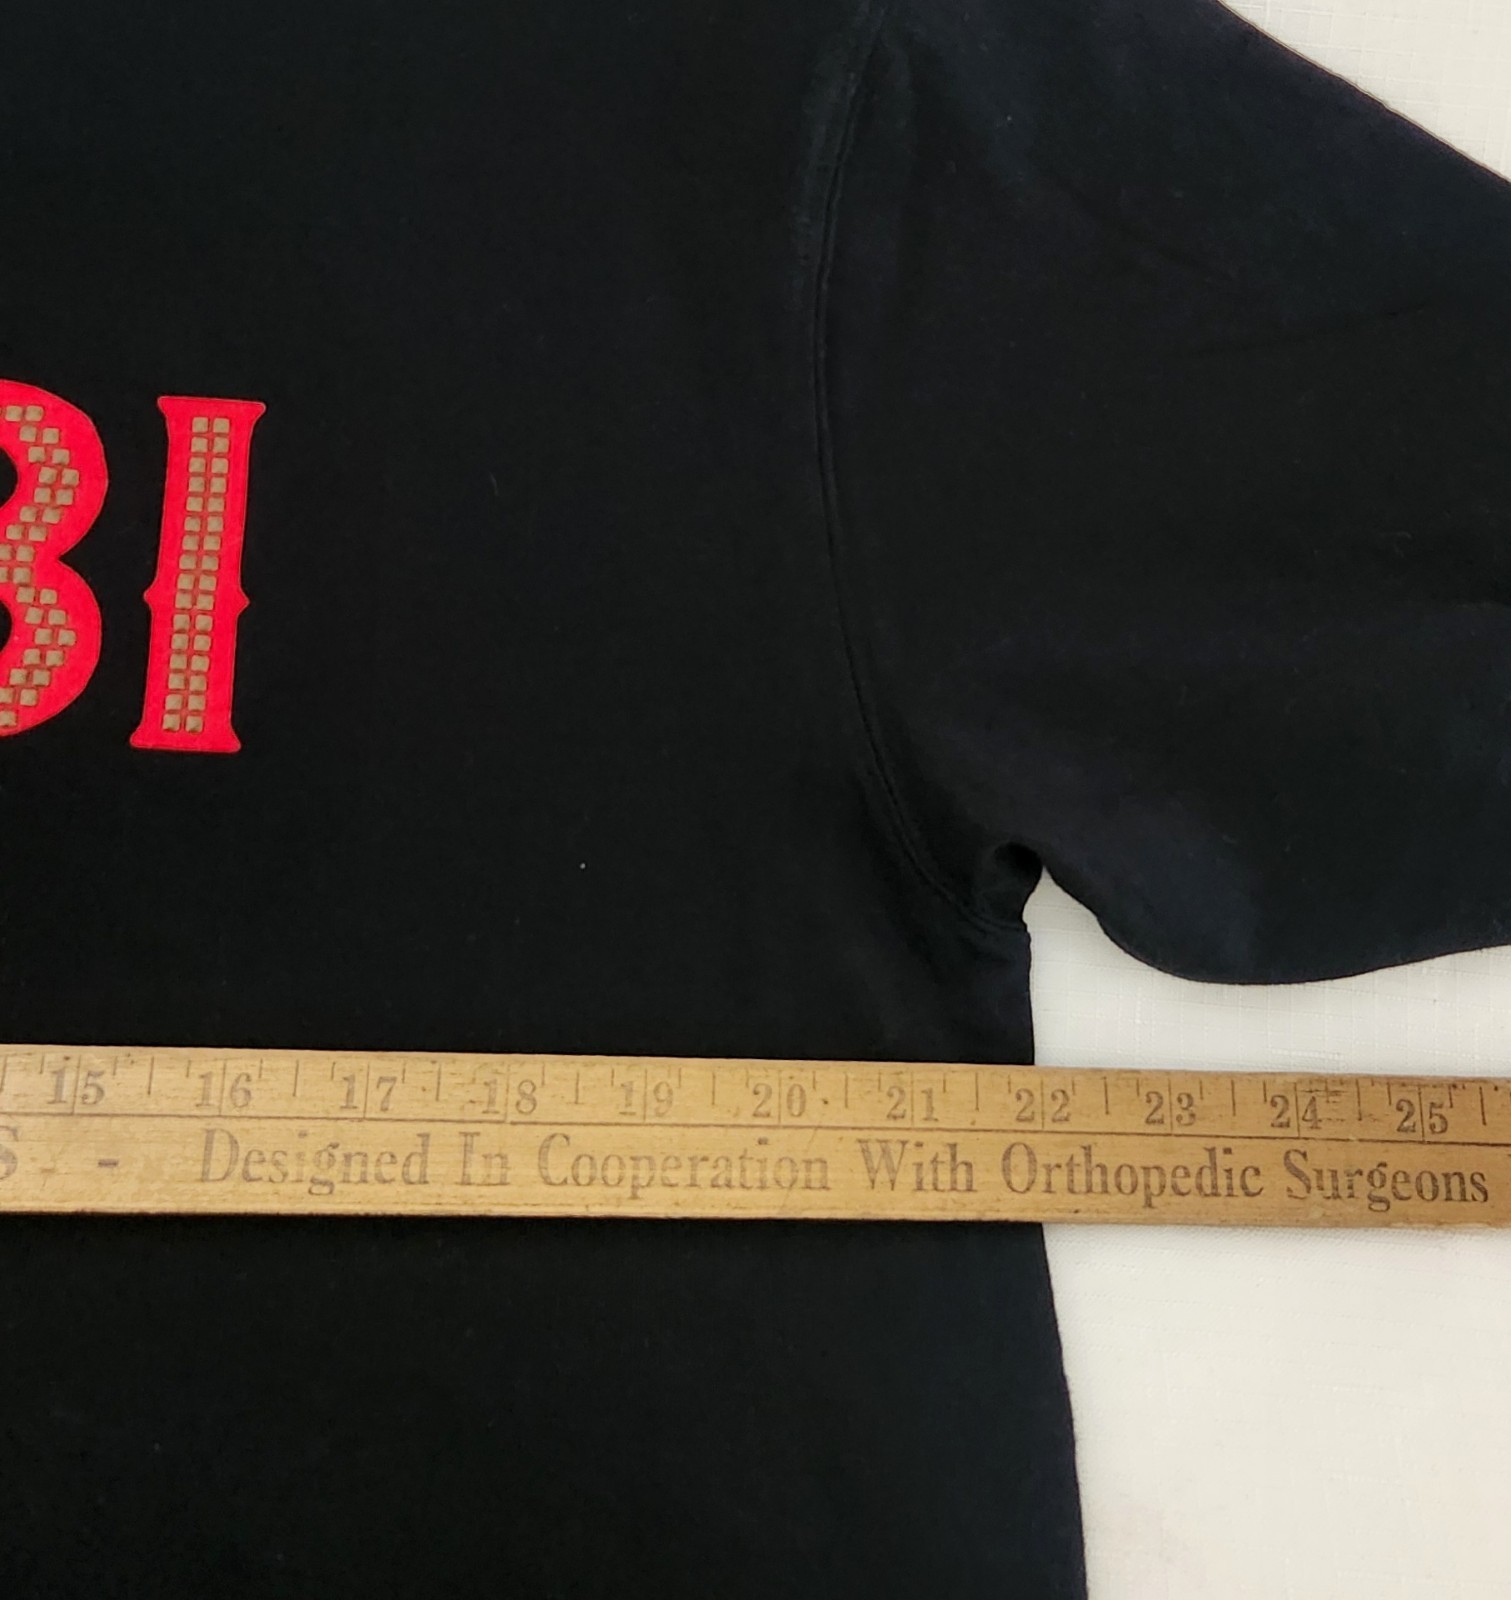 BI
15 16 17 18 19 20 21 22 23 24 25
S - - Designed In Cooperation With Orthopedic Surgeons